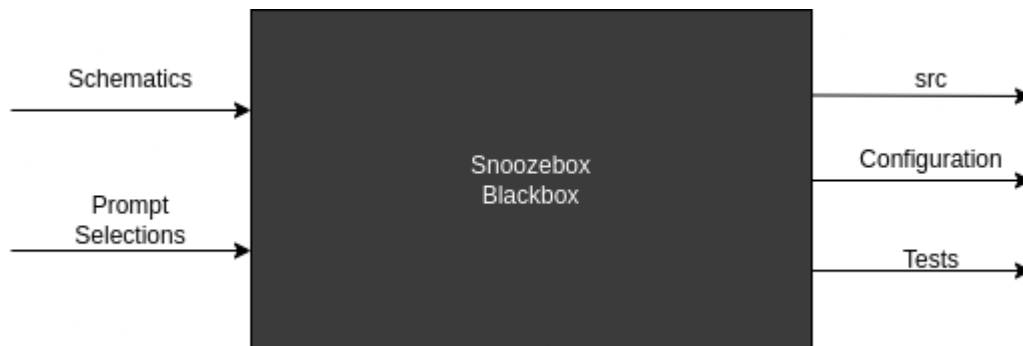 Schematics
Prompt
Selections
Snoozebox
Blackbox
src
Configuration
Tests